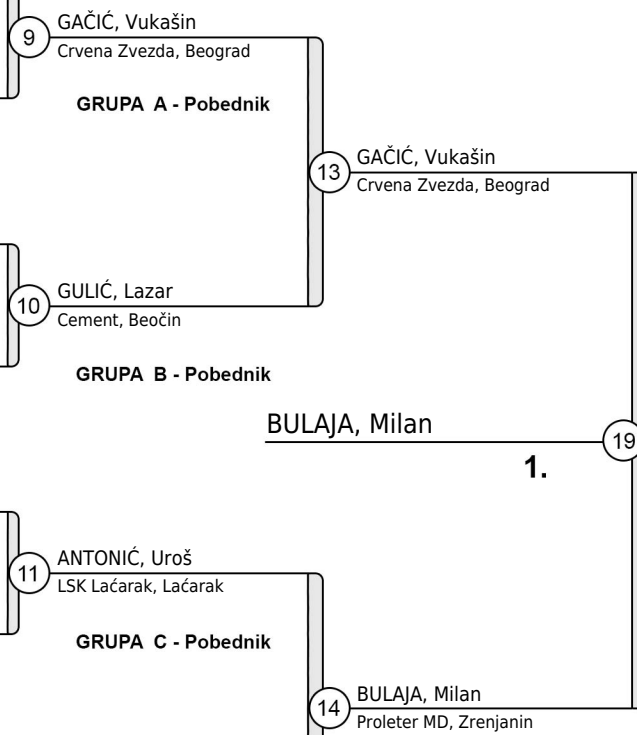 9
GAČIĆ, Vukašin
Crvena Zvezda, Beograd
GRUPA A - Pobednik
13
GAČIĆ, Vukašin
Crvena Zvezda, Beograd
10
GULIĆ, Lazar
Cement, Beočin
GRUPA B - Pobednik
BULAJA, Milan
19
1.
11
ANTONIĆ, Uroš
LSK Laćarak, Laćarak
GRUPA C - Pobednik
14
BULAJA, Milan
Proleter MD, Zrenjanin